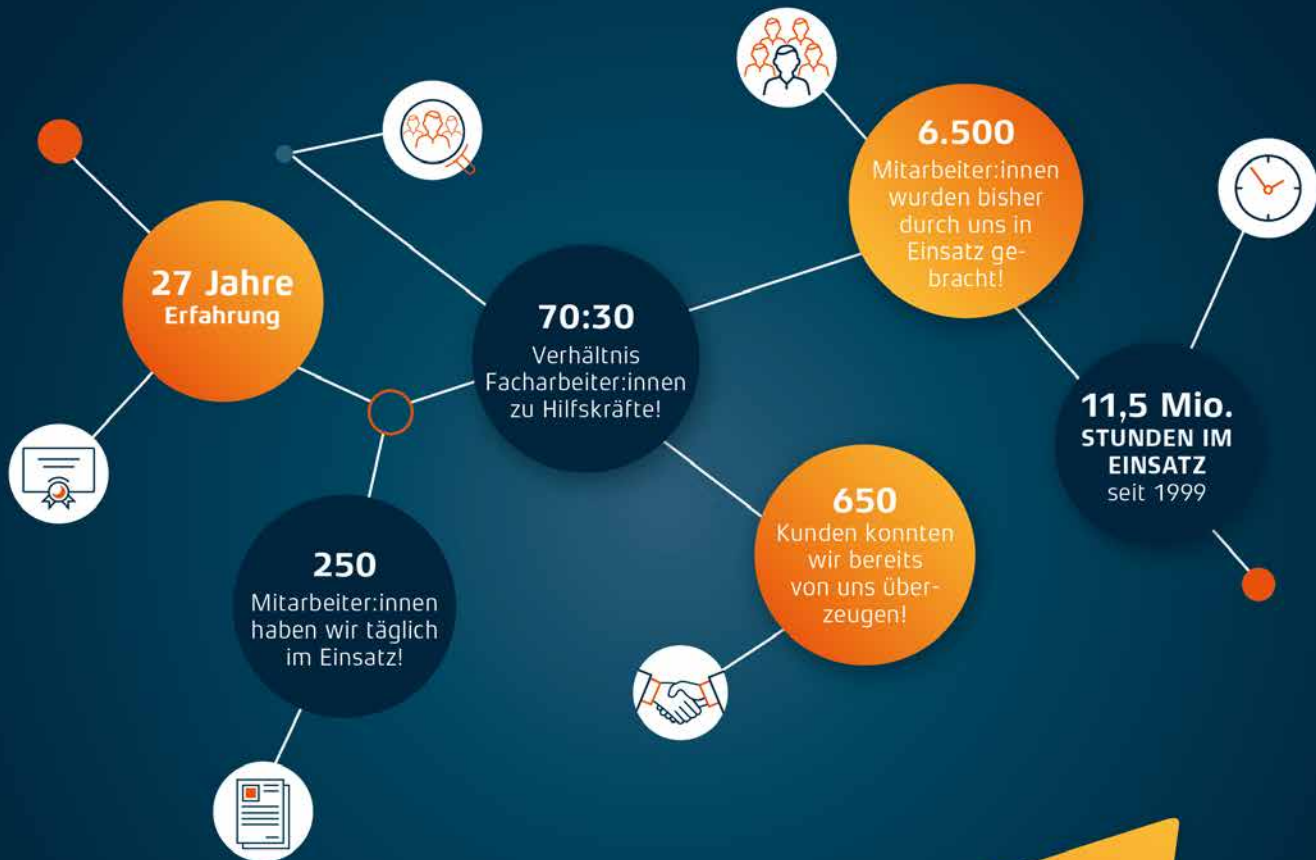 27 Jahre
Erfahrung
70:30
Verhältnis
Facharbeiter:innen
zu Hilfskräfte!
6.500
Mitarbeiter:innen
wurden bisher
durch uns in
Einsatz ge-
bracht!
11,5 Mio.
STUNDEN IM
EINSATZ
seit 1999
250
Mitarbeiter:innen
haben wir täglich
im Einsatz!
650
Kunden konnten
wir bereits
von uns über-
zeugen!